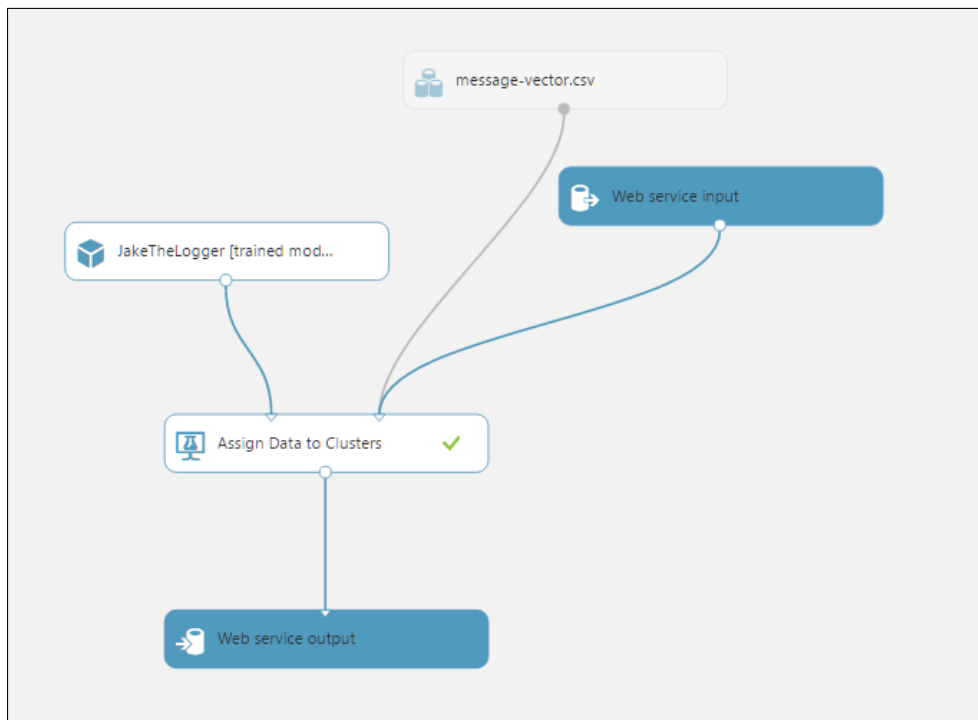 message-vector.csv
Web service input
JakeTheLogger [trained mod...
Assign Data to Clusters
Web service output